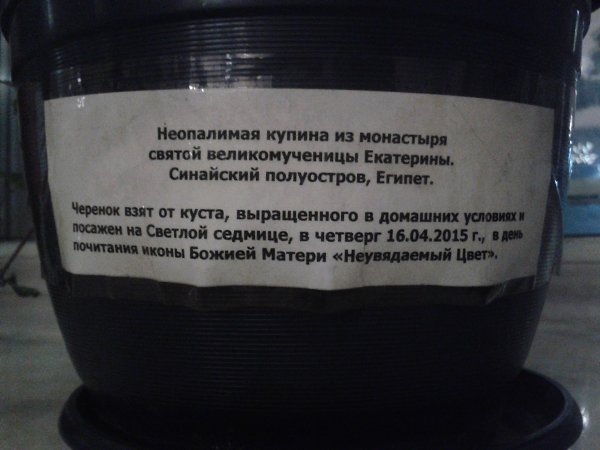 Неопалимая купина из монастыря
святой великомученицы Екатерины.
Синайский полуостров, Египет.
Черенок взят от куста, выращенного в домашних условиях и
посажен на Светлой седмице, в четверг 16.04.2015 г., в день
почитания иконы Божией Матери «Неувядаемый Цвет».